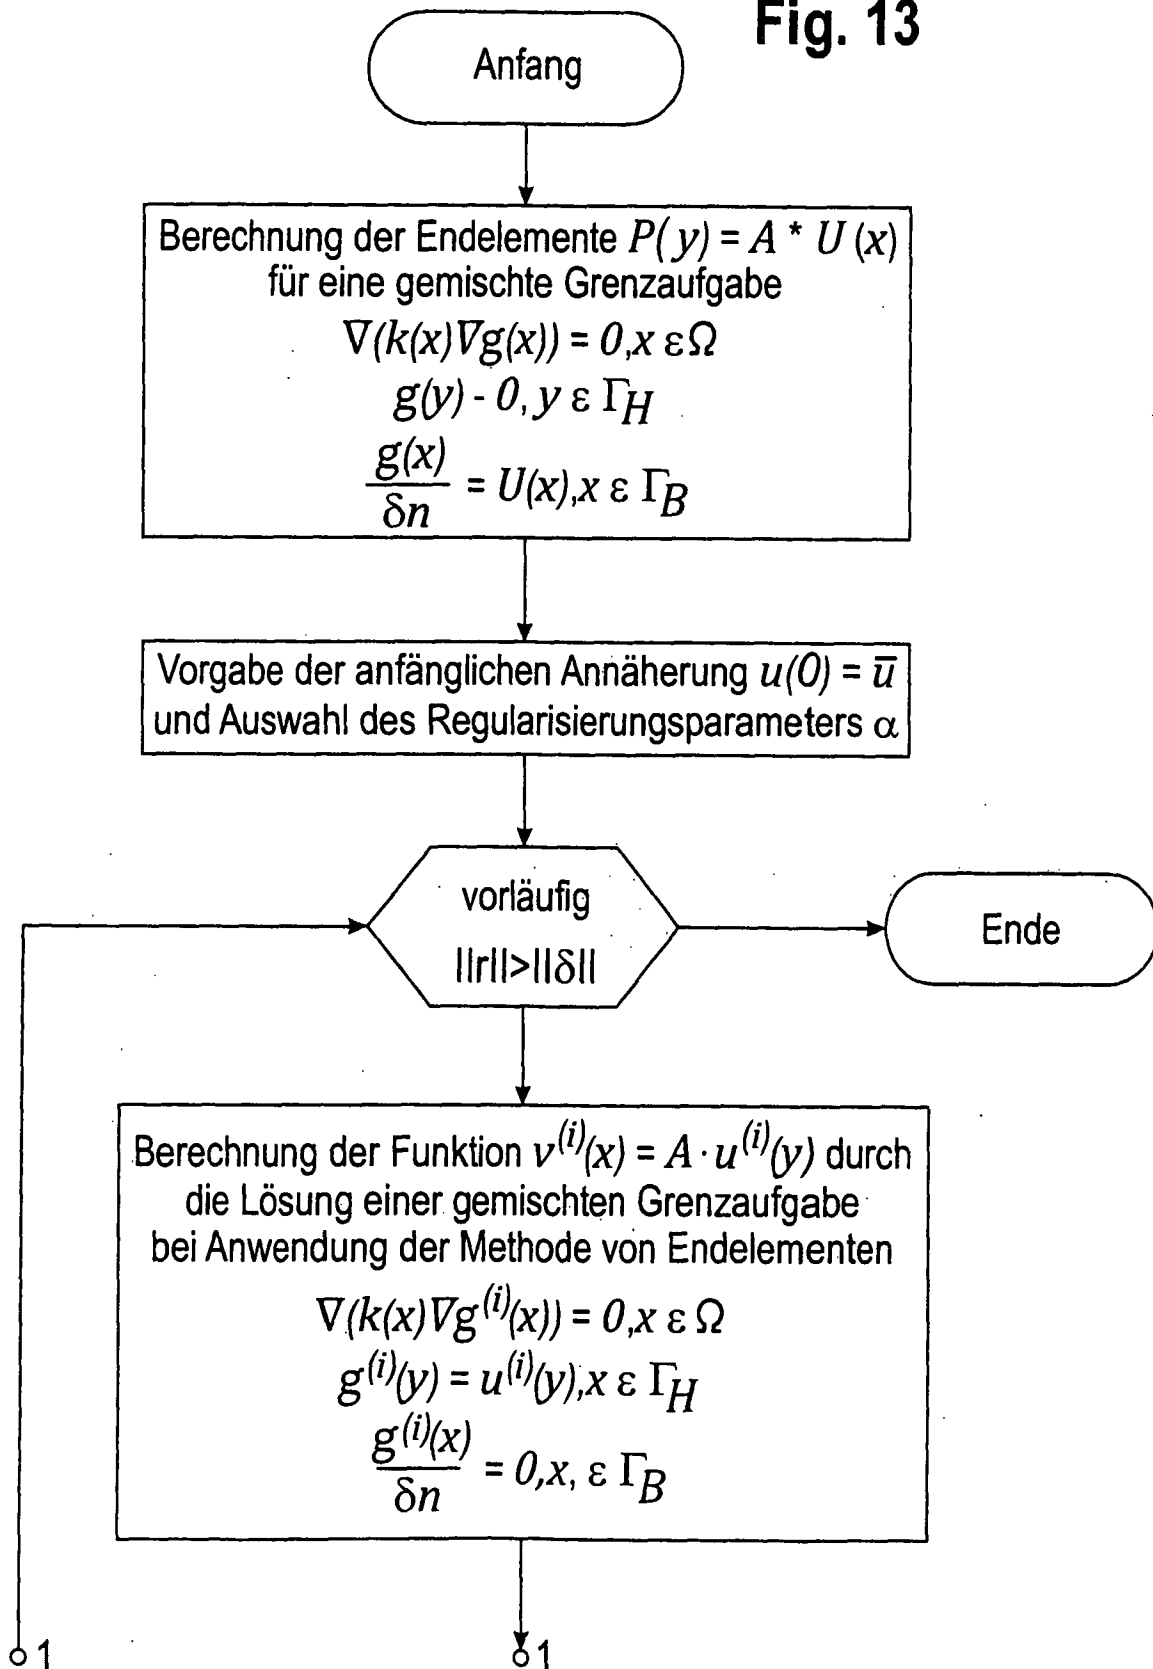 Fig. 13
Anfang
Berechnung der Endelemente P(y) = A * U (x)
für eine gemischte Grenzaufgabe
∇(k(x)∇g(x)) = 0,x εΩ
g(y) - 0, y ε Γ_H
g(x)
δn
= U(x),x ε Γ_B
Vorgabe der anfänglichen Annäherung u(0) = u̅
und Auswahl des Regularisierungsparameters α
vorläufig
||r||>||δ||
Ende
Berechnung der Funktion v^(i)(x) = A · u^(i)(y) durch
die Lösung einer gemischten Grenzaufgabe
bei Anwendung der Methode von Endelementen
∇(k(x)∇g^(i)(x)) = 0,x ε Ω
g^(i)(y) = u^(i)(y),x ε Γ_H
g^(i)(x)
δn
= 0,x, ε Γ_B
1
1